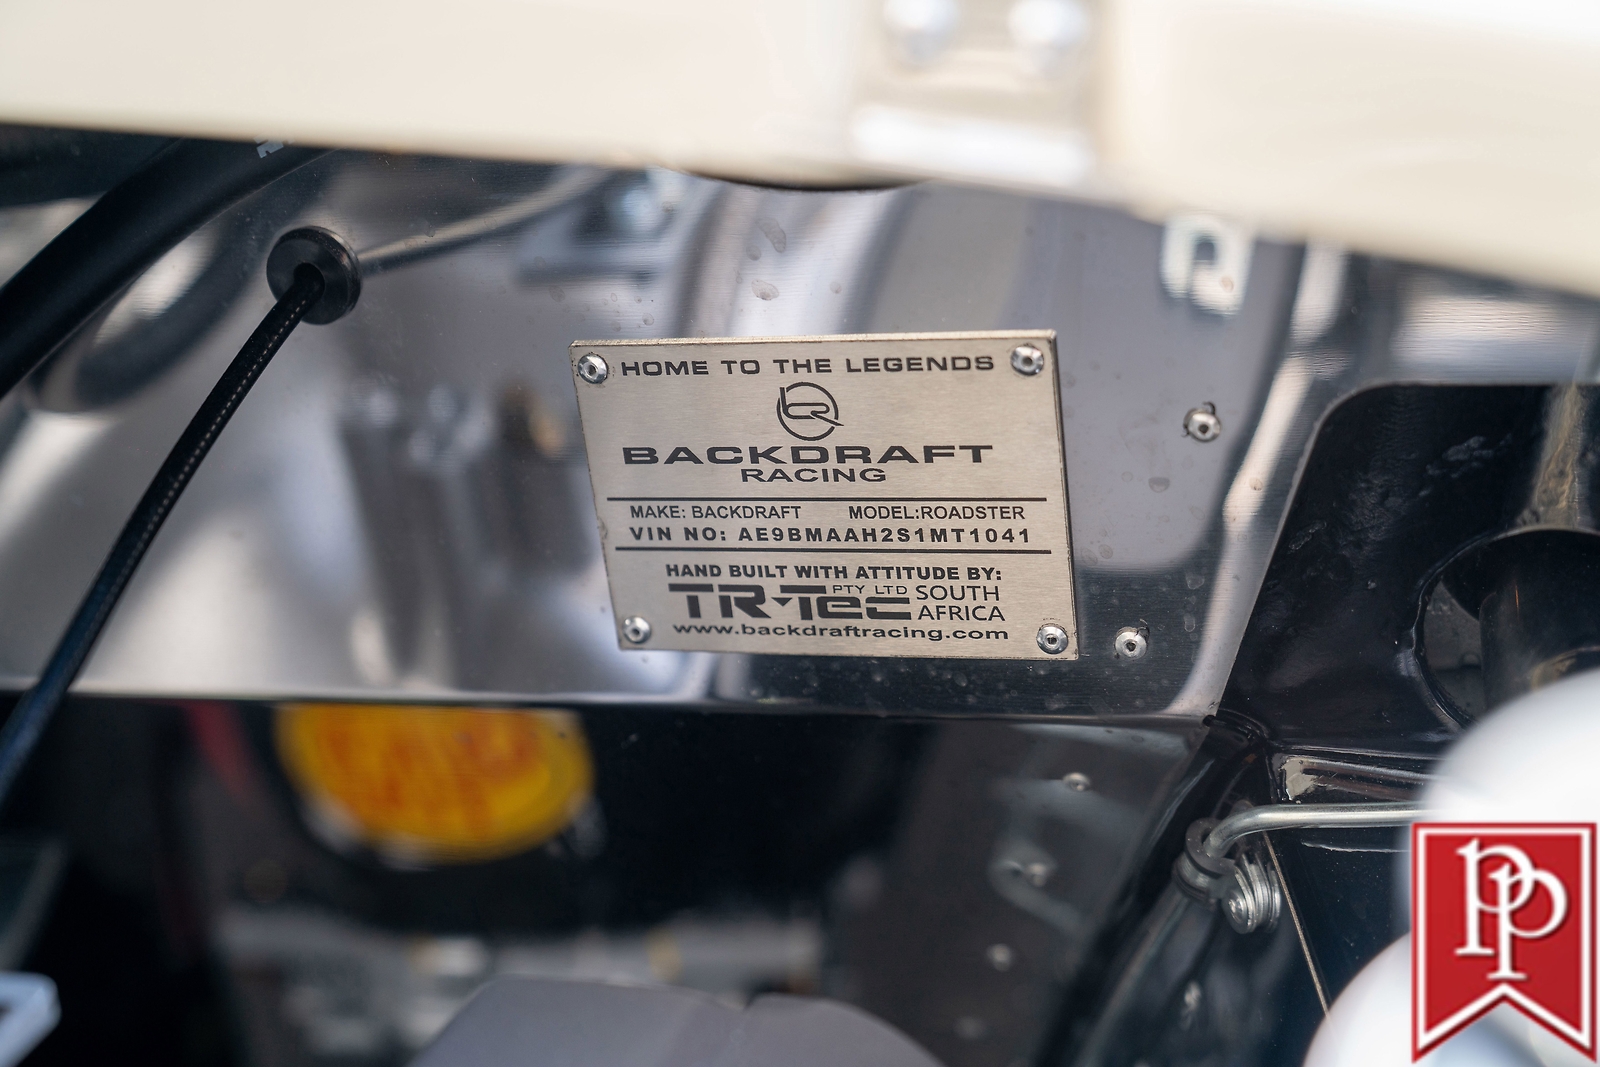 HOME TO THE LEGENDS
BACKDRAFT
RACING
MAKE: BACKDRAFT MODEL:ROADSTER
VIN NO: AE9BMAAH2S1MT1041
HAND BUILT WITH ATTITUDE BY:
TR-Tec PTY LTD SOUTH AFRICA
www.backdraftracing.com
PP